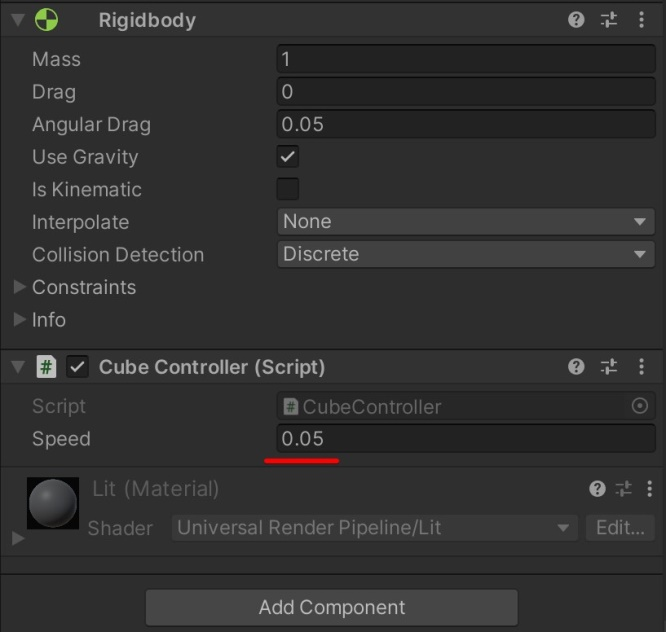 Rigidbody
Mass 1
Drag 0
Angular Drag 0.05
Use Gravity
Is Kinematic
Interpolate None
Collision Detection Discrete
Constraints
Info
# Cube Controller (Script)
Script # CubeController
Speed 0.05
Lit (Material)
Shader Universal Render Pipeline/Lit Edit...
Add Component